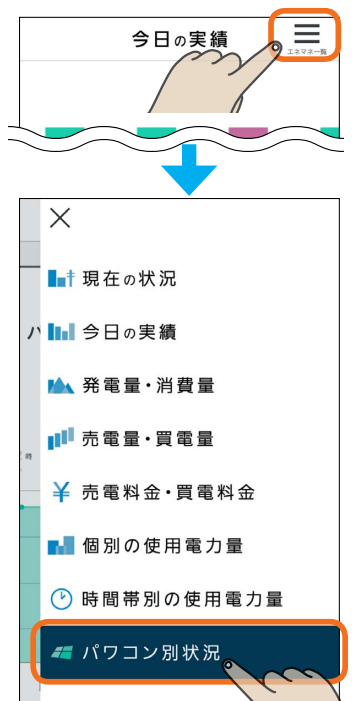 今日の実績
エネマネ一覧
現在の状況
今日の実績
発電量・消費量
売電量・買電量
売電料金・買電料金
個別の使用電力量
時間帯別の使用電力量
パワコン別状況
時